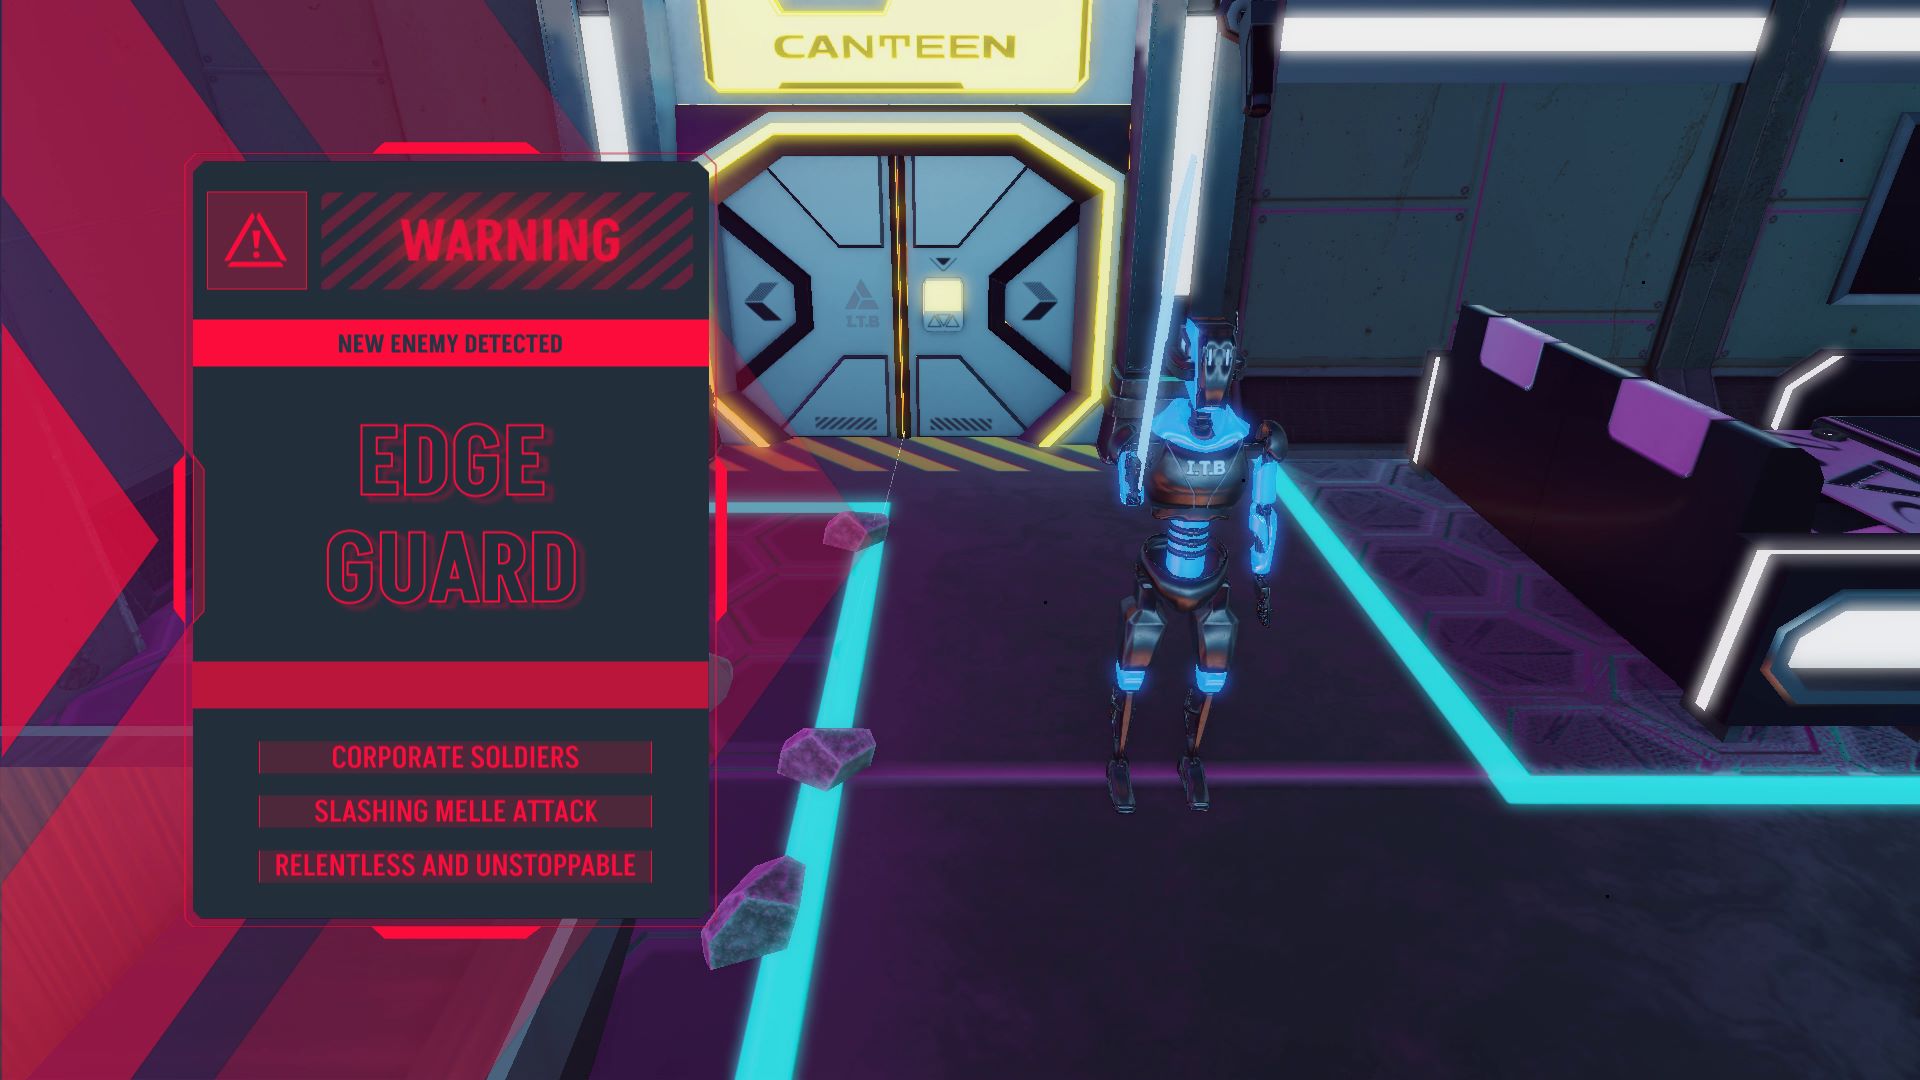 CANTEEN
WARNING
NEW ENEMY DETECTED
EDGE
GUARD
CORPORATE SOLDIERS
SLASHING MELLE ATTACK
RELENTLESS AND UNSTOPPABLE
I.T.B
I.T.B